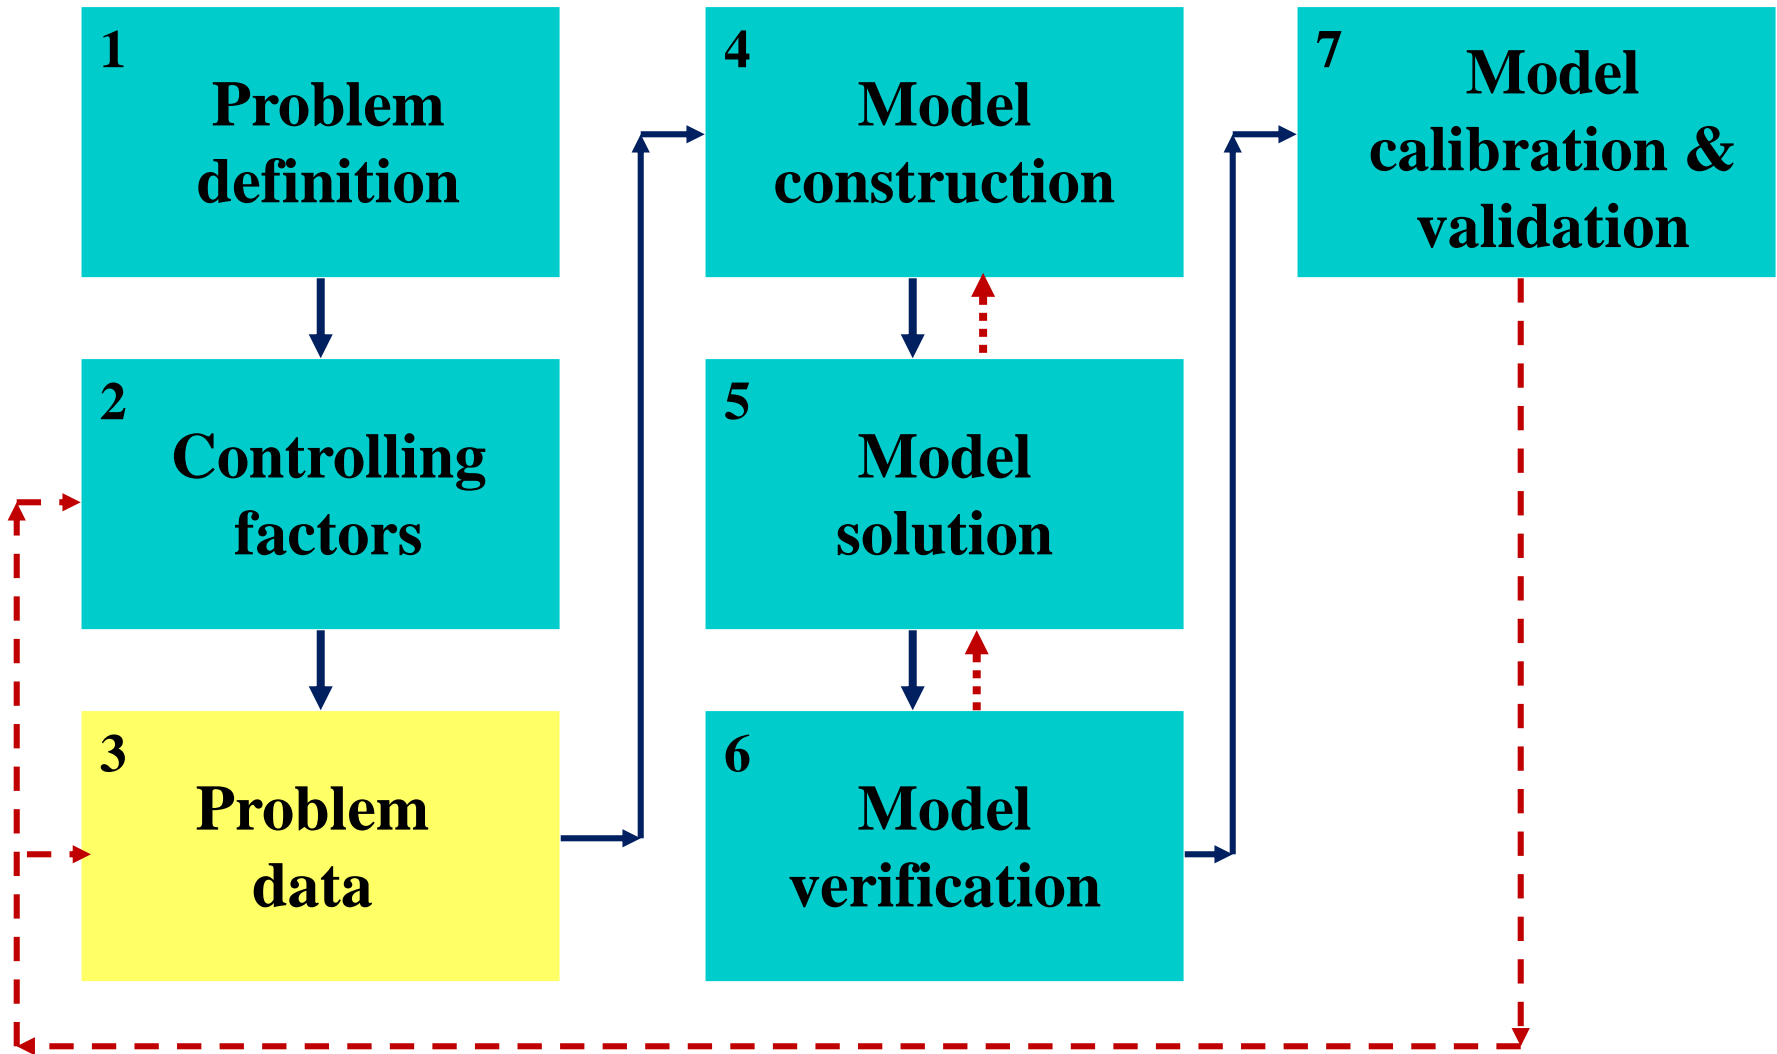 1
Problem
definition
2
Controlling
factors
3
Problem
data
4
Model
construction
5
Model
solution
6
Model
verification
7
Model
calibration &
validation